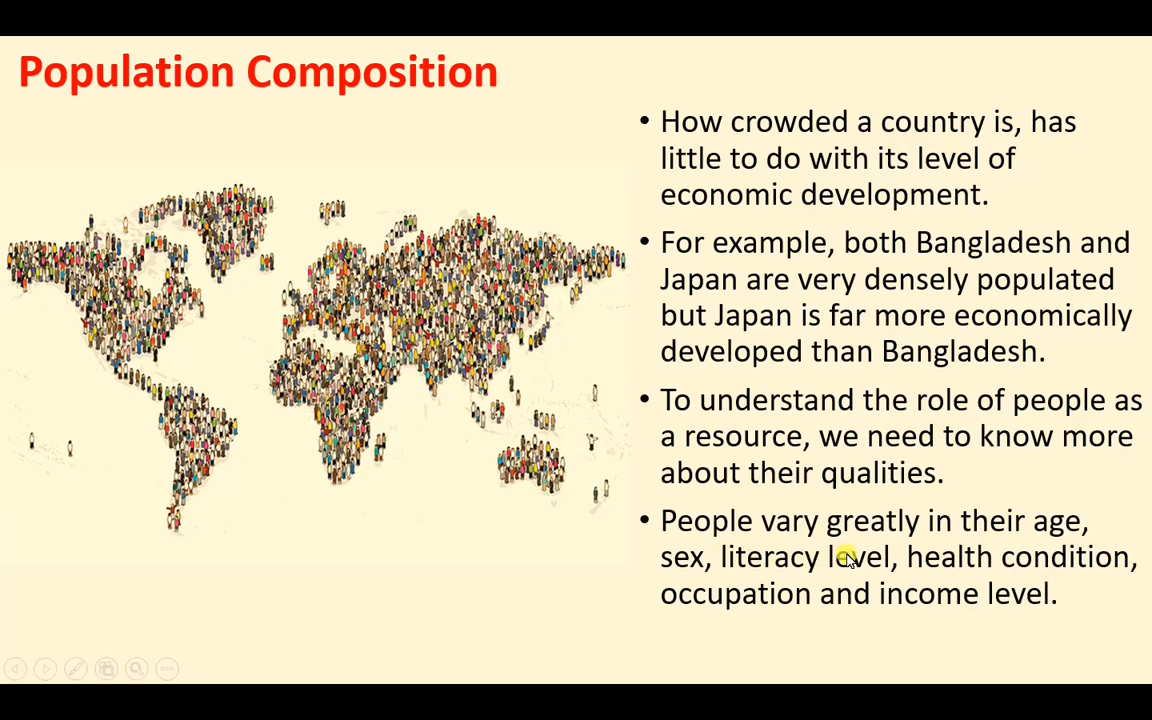 Population Composition
• How crowded a country is, has
little to do with its level of
economic development.
• For example, both Bangladesh and
Japan are very densely populated
but Japan is far more economically
developed than Bangladesh.
• To understand the role of people as
a resource, we need to know more
about their qualities.
• People vary greatly in their age,
sex, literacy level, health condition,
occupation and income level.